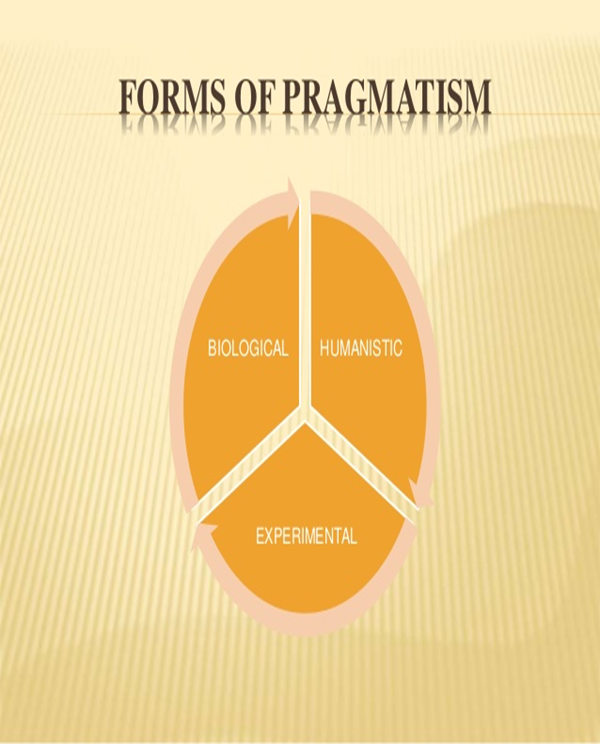 FORMS OF PRAGMATISM
BIOLOGICAL
HUMANISTIC
EXPERIMENTAL